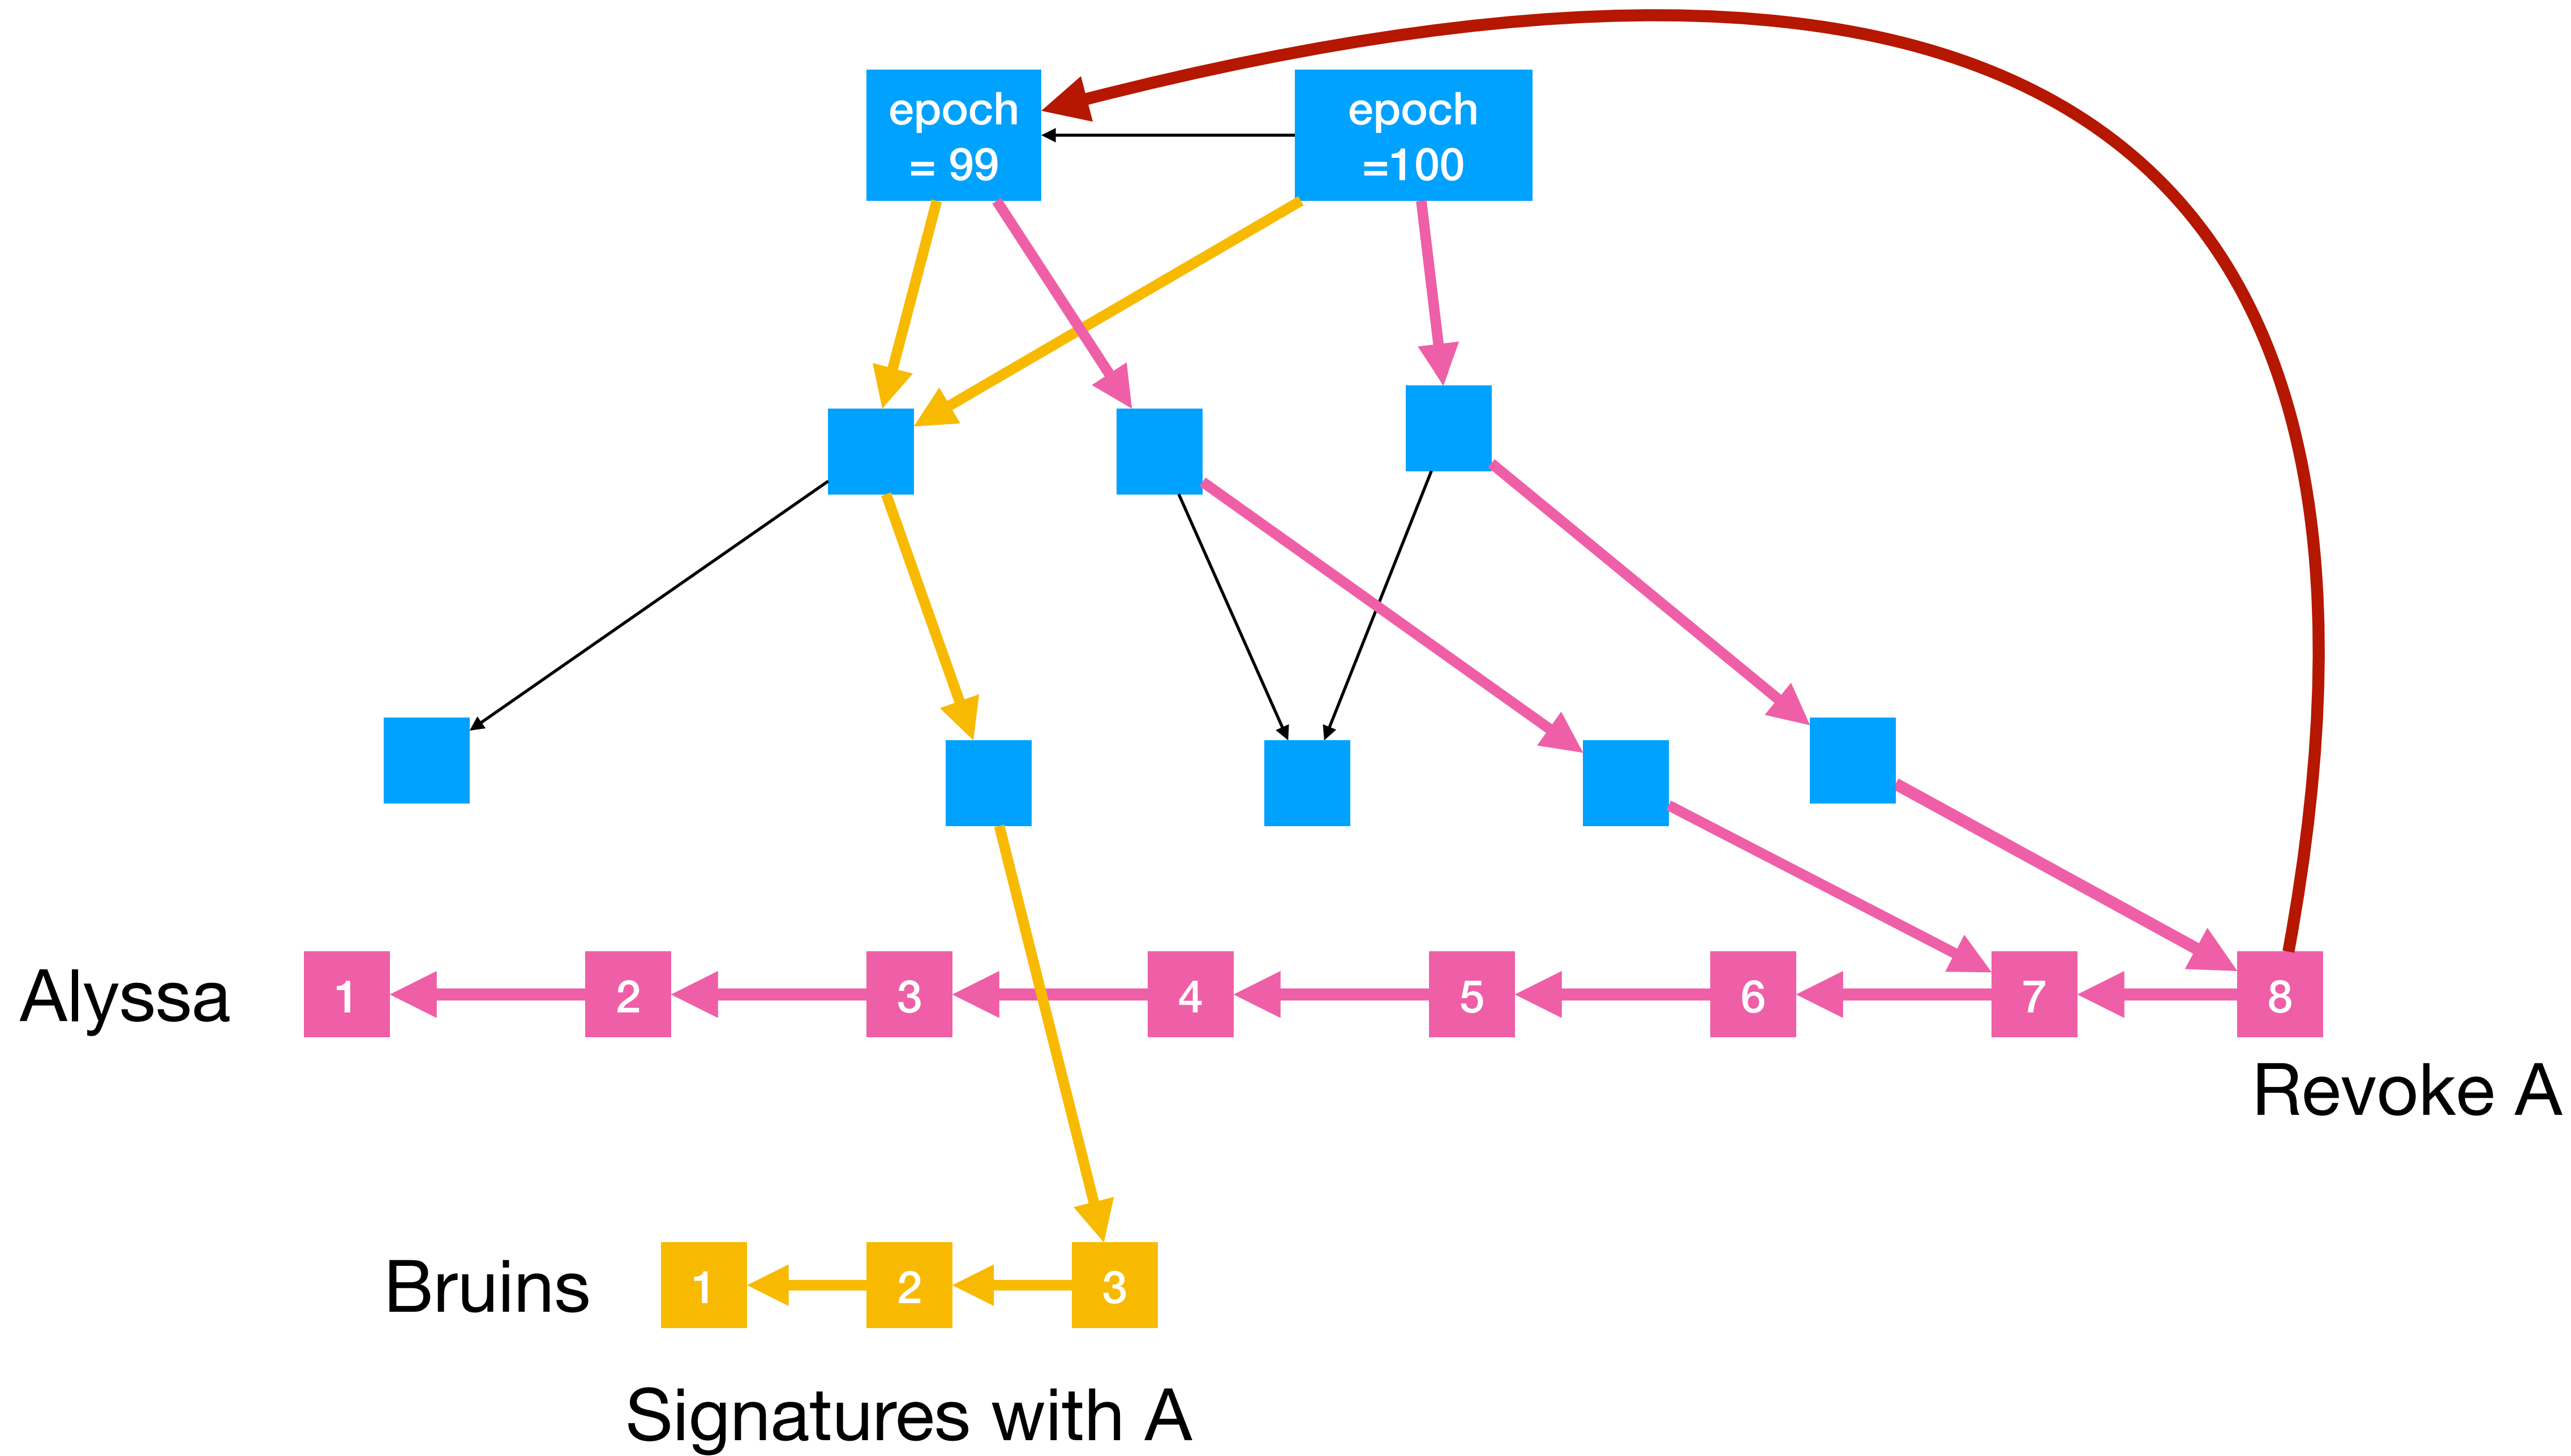 epoch
= 99
epoch
=100
Alyssa 1 2 3 4 5 6 7 8
Revoke A
Bruins 1 2 3
Signatures with A